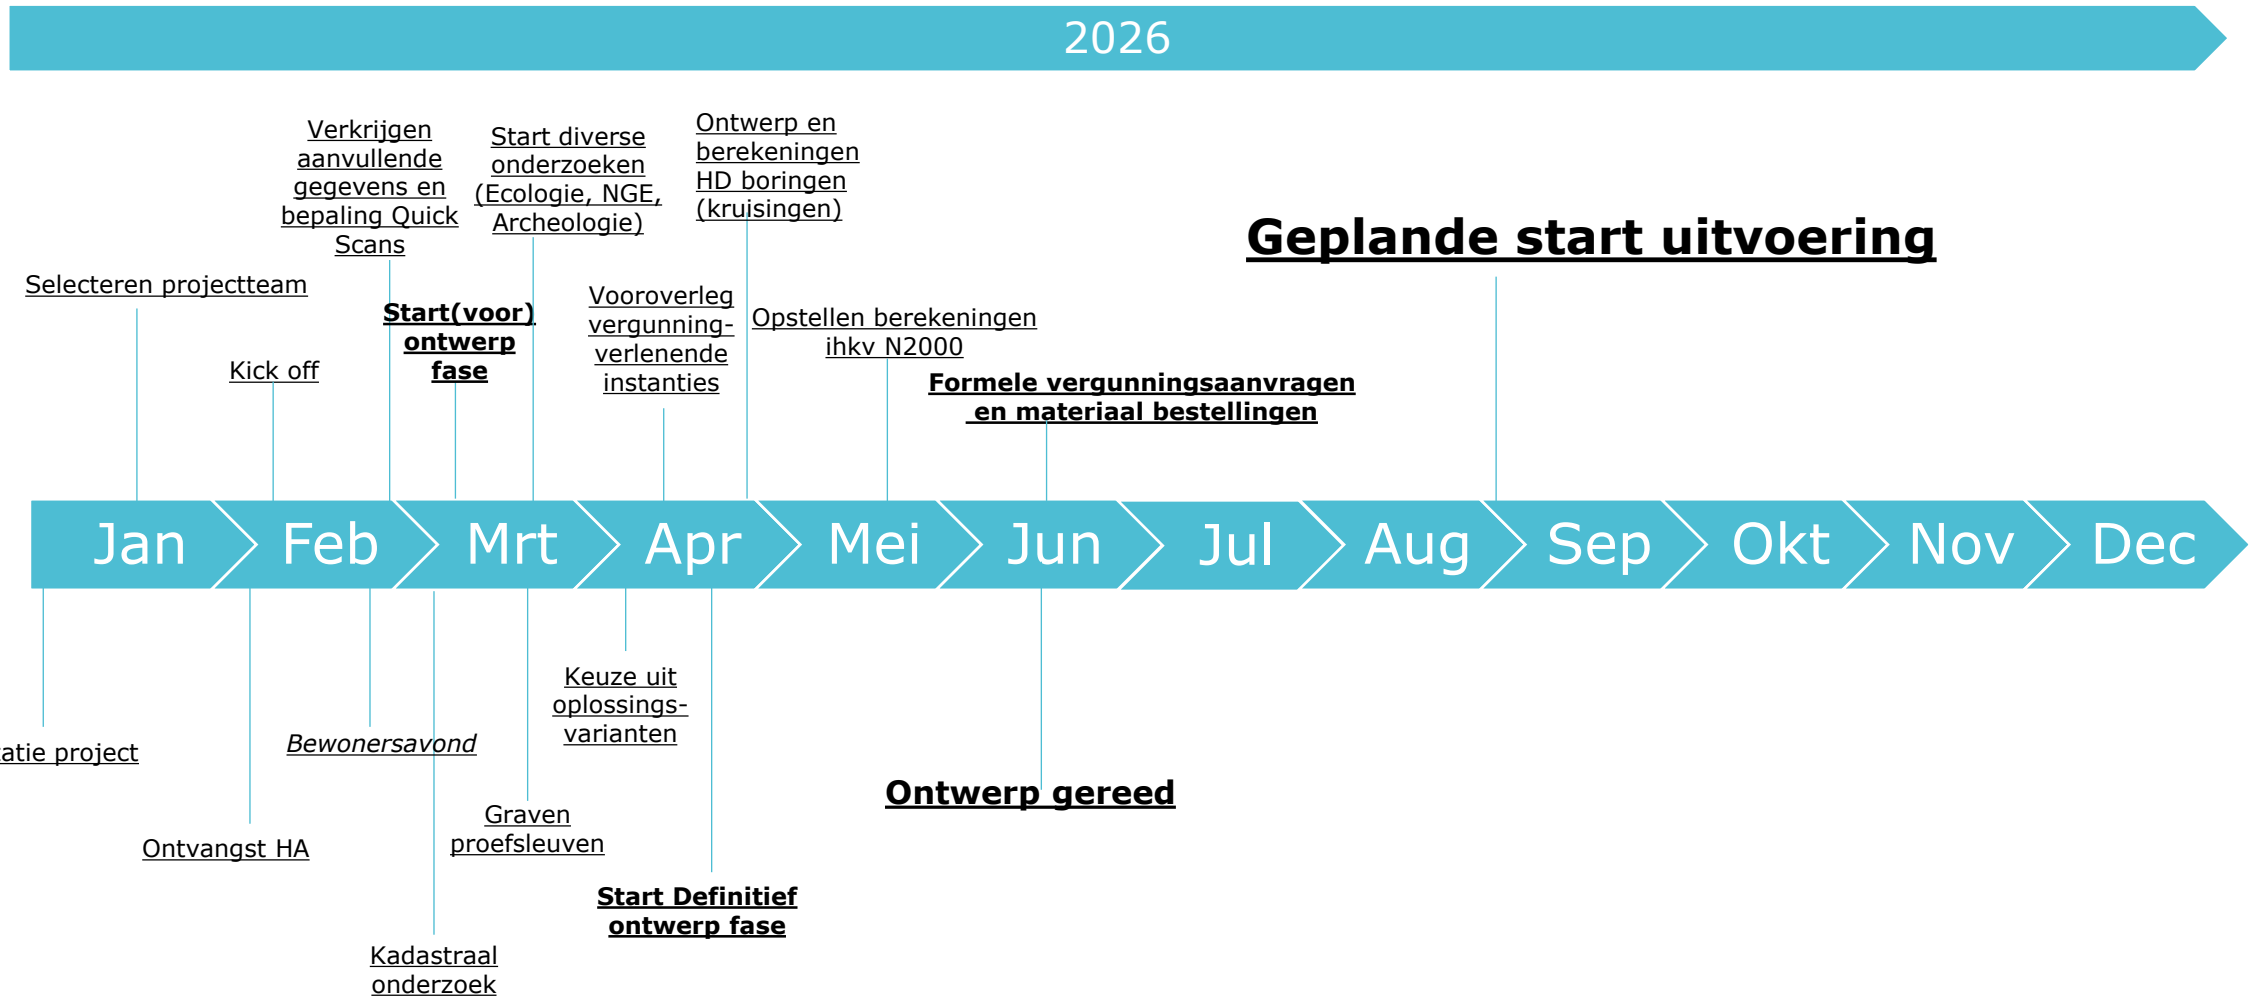 2026
Verkrijgen
aanvullende
gegevens en
bepaling Quick
Scans
Start diverse
onderzoeken
(Ecologie, NGE,
Archeologie)
Ontwerp en
berekeningen
HD boringen
(kruisingen)
Geplande start uitvoering
Selecteren projectteam
Kick off
Start(voor)
ontwerp
fase
Vooroverleg
vergunning-
verlenende
instanties
Opstellen berekeningen
ihkv N2000
Formele vergunningsaanvragen
en materiaal bestellingen
Jan
Feb
Mrt
Apr
Mei
Jun
Jul
Aug
Sep
Okt
Nov
Dec
project
Ontvangst HA
Bewonersavond
Kadastraal
onderzoek
Graven
proefsleuven
Keuze uit
oplossings-
varianten
Start Definitief
ontwerp fase
Ontwerp gereed